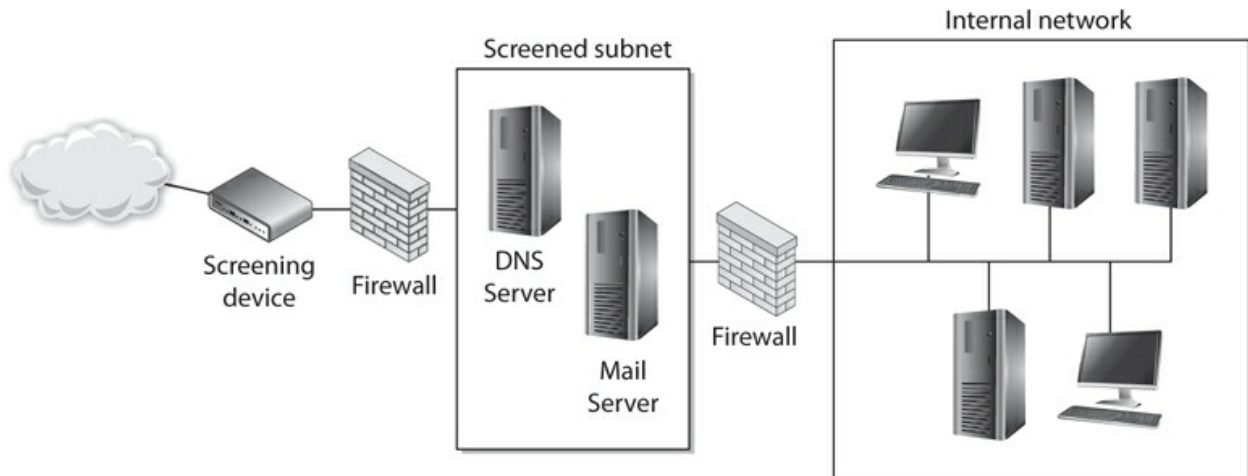 Internal network
Screened subnet
Screening
device
Firewall
DNS
Server
Mail
Server
Firewall